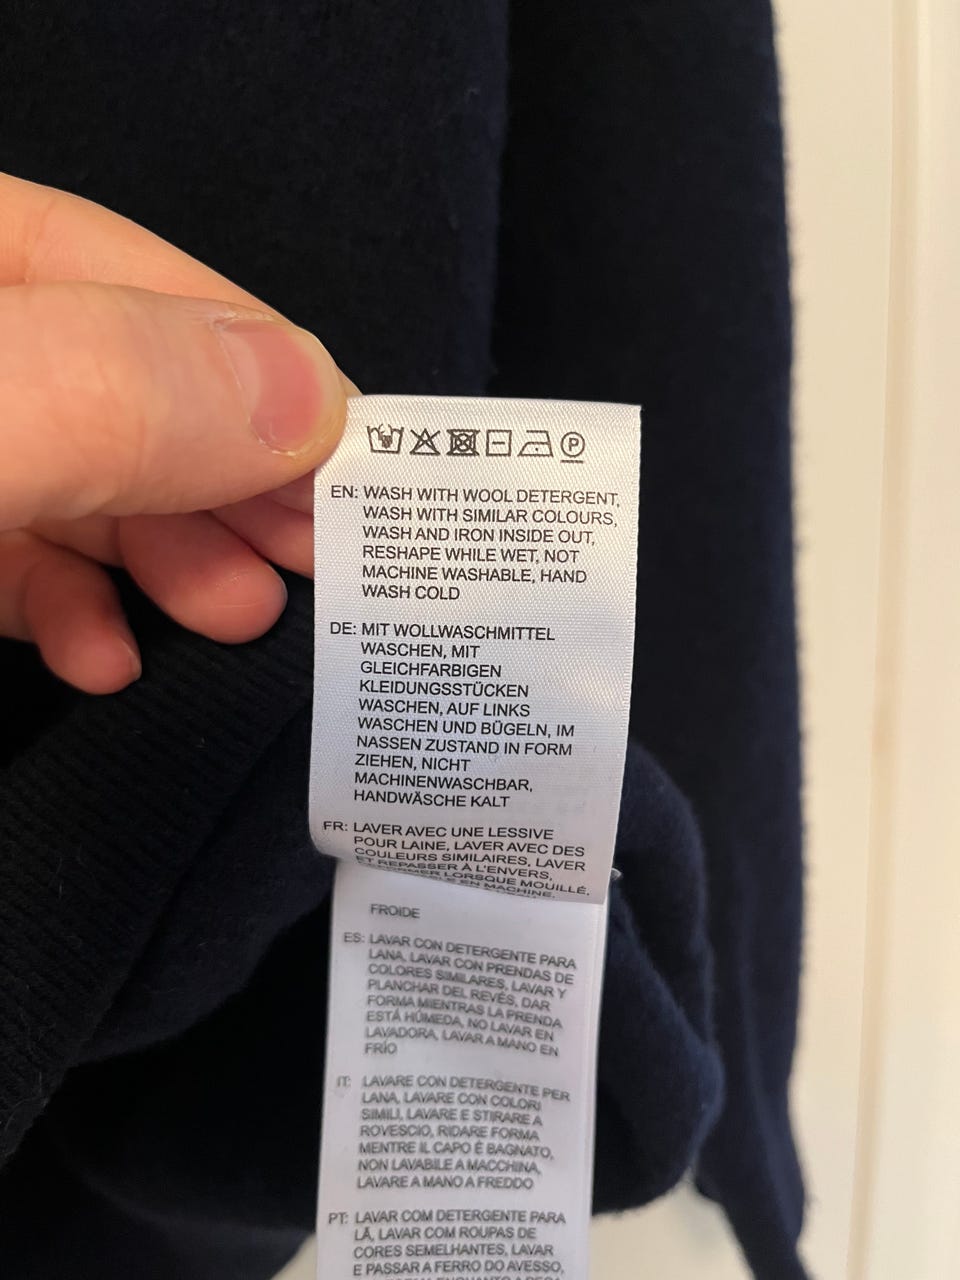 P
EN: WASH WITH WOOL DETERGENT,
WASH WITH SIMILAR COLOURS,
WASH AND IRON INSIDE OUT,
RESHAPE WHILE WET, NOT
MACHINE WASHABLE, HAND
WASH COLD
DE: MIT WOLLWASCHMITTEL
WASCHEN, MIT
GLEICHFARBIGEN
KLEIDUNGSSTÜCKEN
WASCHEN, AUF LINKS
WASCHEN UND BÜGELN, IM
NASSEN ZUSTAND IN FORM
ZIEHEN, NICHT
MACHINENWASCHBAR,
HANDWÄSCHE KALT
FR: LAVER AVEC UNE LESSIVE
POUR LAINE, LAVER AVEC DES
COULEURS SIMILAIRES, LAVER
ET REPASSER À L'ENVERS,
LORSQUE MOUILLÉ,
EN MACHINE,
FROIDE
ES: LAVAR CON DETERGENTE PARA
LANA, LAVAR CON PRENDAS DE
COLORES SIMILARES, LAVAR Y
PLANCHAR DEL REVÉS, DAR
FORMA MIENTRAS LA PRENDA
ESTÁ HÚMEDA, NO LAVAR EN
LAVADORA, LAVAR A MANO EN
FRÍO
IT: LAVARE CON DETERGENTE PER
LANA, LAVARE CON COLORI
SIMILI, LAVARE E STIRARE A
ROVESCIO, RIDARE FORMA
MENTRE IL CAPO È BAGNATO,
NON LAVABILE A MACCHINA,
LAVARE A MANO A FREDDO
PT: LAVAR COM DETERGENTE PARA
LÃ, LAVAR COM ROUPAS DE
CORES SEMELHANTES, LAVAR
E PASSAR A FERRO DO AVESSO,